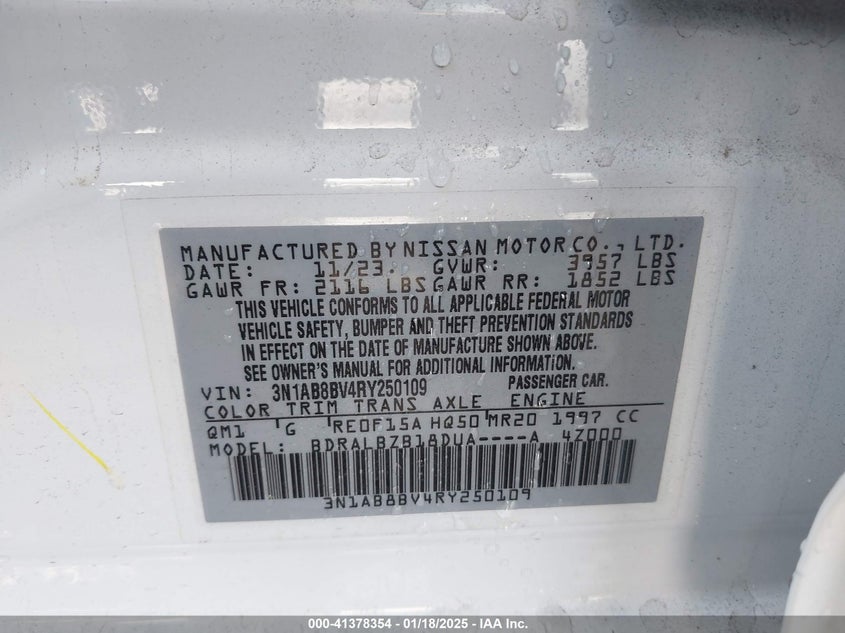 MANUFACTURED BY NISSAN MOTOR CO., LTD.
DATE: 11/23. GVWR: 3957 LBS
GAWR FR: 2116 LBS GAWR RR: 1852 LBS
THIS VEHICLE CONFORMS TO ALL APPLICABLE FEDERAL MOTOR
VEHICLE SAFETY, BUMPER AND THEFT PREVENTION STANDARDS
IN EFFECT ON THE DATE OF MANUFACTURE SHOWN ABOVE.
SEE OWNER'S MANUAL FOR ADDITIONAL INFORMATION.
VIN: 3N1AB8BV4RY250109 PASSENGER CAR.
COLOR TRIM TRANS AXLE ENGINE
QM1 G RE0F15A HQ50 MR20 1997 CC
MODEL: BDRALBZB18DUA----A 4Z000
3N1AB8BV4RY250109
000-41378354 - 01/18/2025 - IAA Inc.